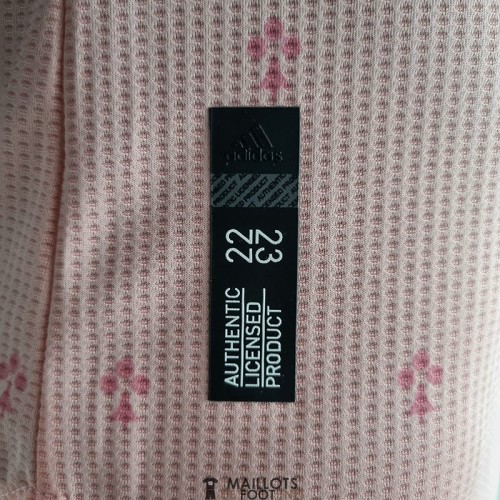 adidas
22
23
AUTHENTIC
LICENSED
PRODUCT
MAILLOTS
FOOT